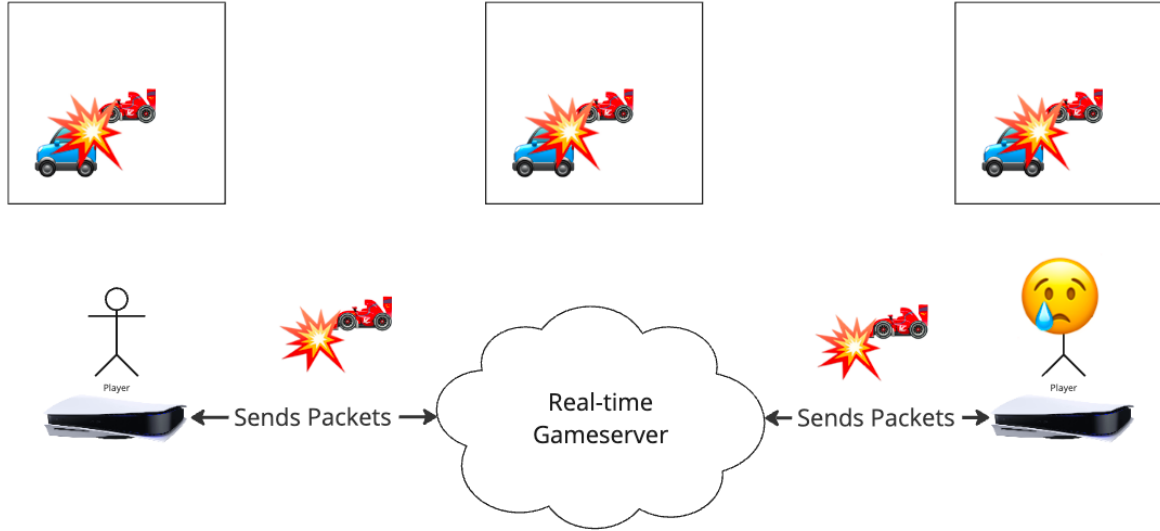 Player
Sends Packets
Real-time
Gameserver
Sends Packets
Player